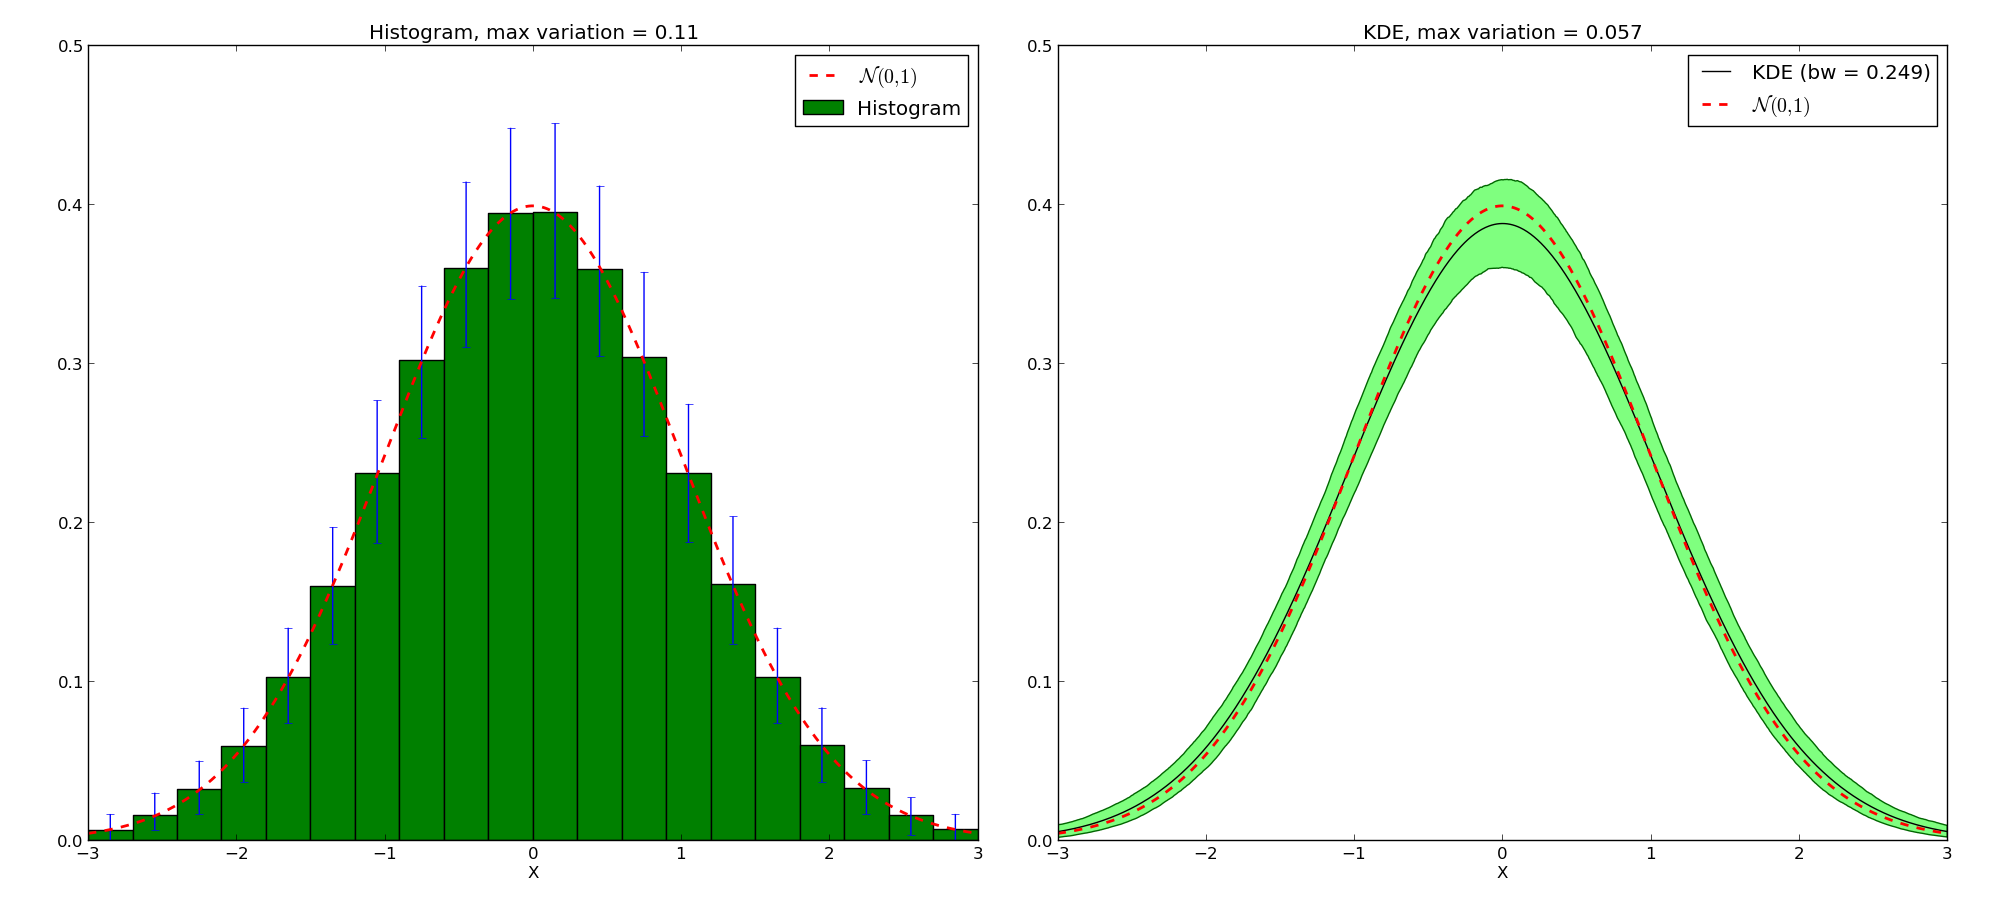 Histogram, max variation = 0.11
0.5
0.4
0.3
0.2
0.1
0.0
−3 −2 −1 0 1 2 3
X
𝒩(0,1)
Histogram
KDE, max variation = 0.057
0.5
0.4
0.3
0.2
0.1
0.0
−3 −2 −1 0 1 2 3
X
KDE (bw = 0.249)
𝒩(0,1)